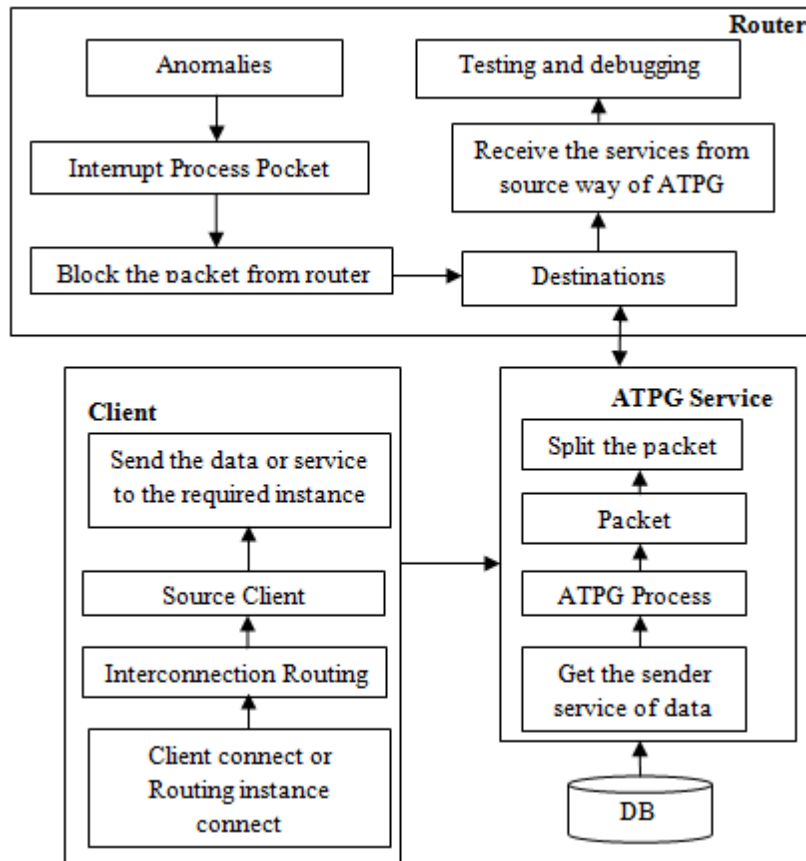 Router
Anomalies
Interrupt Process Pocket
Block the packet from router
Testing and debugging
Receive the services from
source way of ATPG
Destinations
Client
Send the data or service
to the required instance
Source Client
Interconnection Routing
Client connect or
Routing instance
connect
ATPG Service
Split the packet
Packet
ATPG Process
Get the sender
service of data
DB